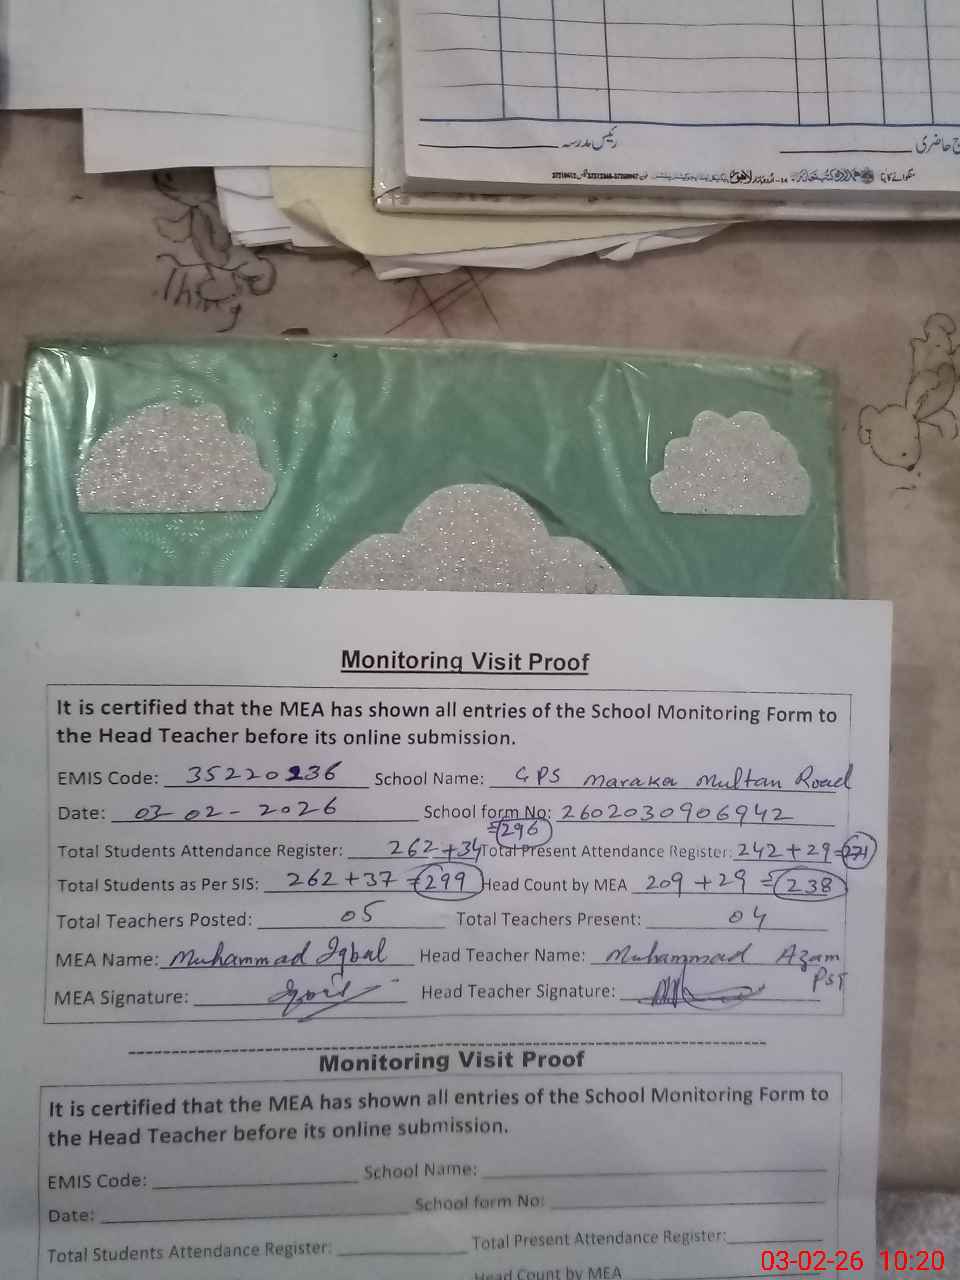 رئیس مدرسہ
Thing
Monitoring Visit Proof
It is certified that the MEA has shown all entries of the School Monitoring Form to
the Head Teacher before its online submission.
EMIS Code: 35220236 School Name: GPS Maraka Multan Road
Date: 03-02-2026 School form No: 2602030906942
=296
Total Students Attendance Register: 262+34 Total Present Attendance Register: 242+29=271
Total Students as Per SIS: 262+37=299 Head Count by MEA 209+29=238
Total Teachers Posted: 05 Total Teachers Present: 04
MEA Name: Muhammad Iqbal Head Teacher Name: Muhammad Azam
PST
MEA Signature: Head Teacher Signature:
Monitoring Visit Proof
It is certified that the MEA has shown all entries of the School Monitoring Form to
the Head Teacher before its online submission.
EMIS Code: School Name:
Date: School form No:
Total Students Attendance Register: Total Present Attendance Register:
Head Count by MEA
03-02-26 10:20